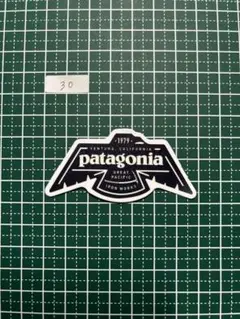 30
1973
VENTURA, CALIFORNIA
patagonia
GREAT
PACIFIC
IRON WORKS